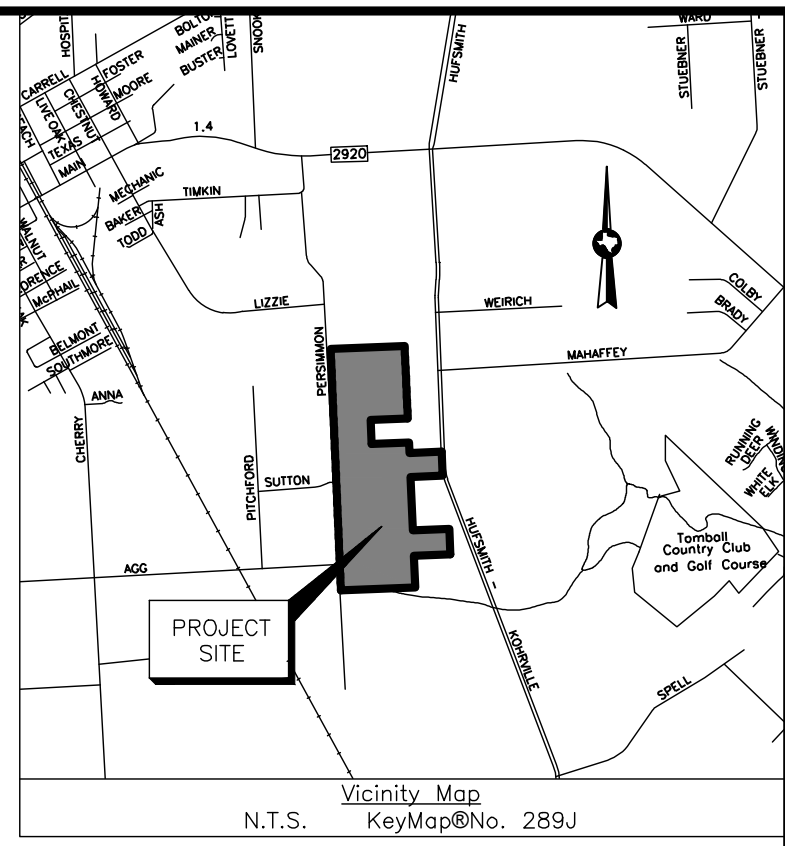 HOSPIT
BOLTO
MAINER
BUSTER
LOVETT
SNOOK
HUFSMITH
WARD
STUEBNER
STUEBNER -
CARRELL
FOSTER
MOORE
HOWARD
CHESTNUT
LIVE OAK
EACH
TEXAS
MAIN
1.4
2920
MECHANIC
TIMKIN
BAKER
ASH
TODD
WALNUT
ORENCE
McPHAIL
LIZZIE
WEIRICH
COLBY
BRADY
BELMONT
SOUTHMORE
PERSIMMON
MAHAFFEY
ANNA
CHERRY
PITCHFORD
SUTTON
RUNNING
DEER
WINDIN
WHITE
ELK
HUFSMITH -
Tomball
Country Club
and Golf Course
AGG
PROJECT
SITE
KOHRVILLE
SPELL
Vicinity Map
N.T.S. KeyMap®No. 289J